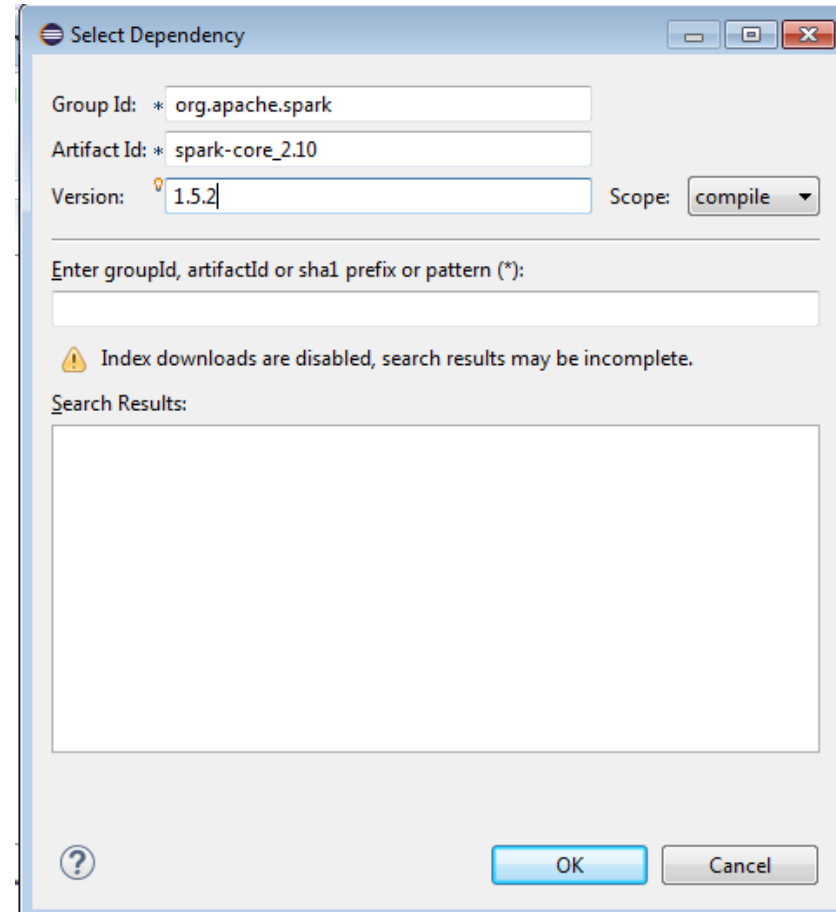 Select Dependency
Group Id: * org.apache.spark
Artifact Id: * spark-core_2.10
Version: 1.5.2 Scope: compile
Enter groupId, artifactId or sha1 prefix or pattern (*):
Index downloads are disabled, search results may be incomplete.
Search Results:
? OK Cancel